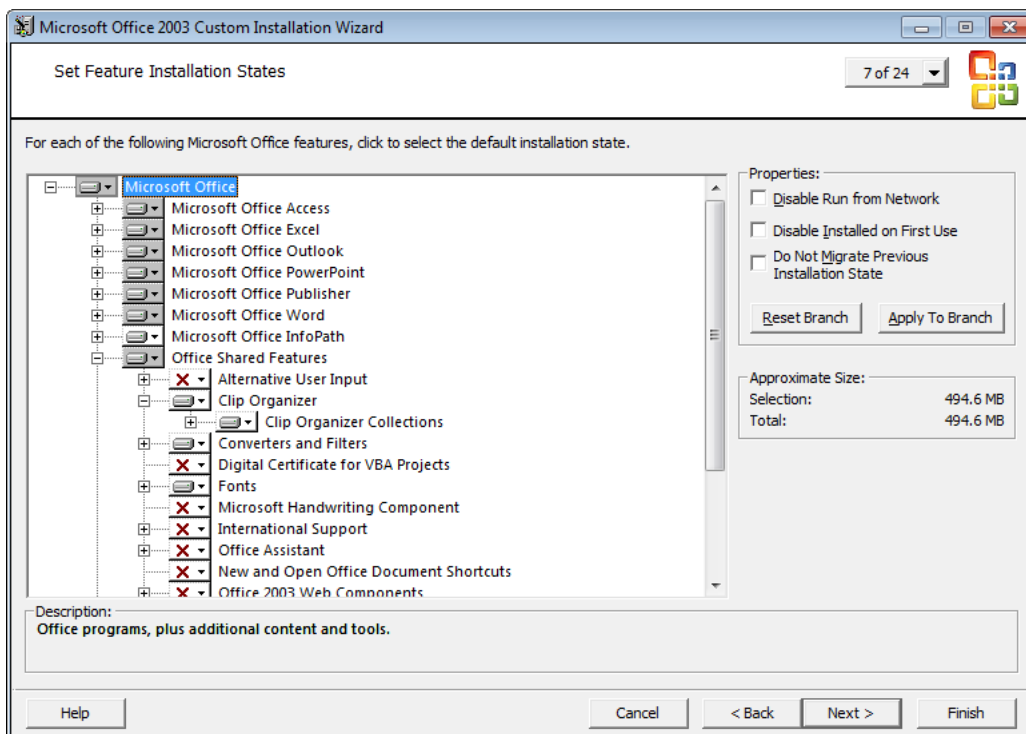 Microsoft Office 2003 Custom Installation Wizard
Set Feature Installation States
7 of 24
For each of the following Microsoft Office features, click to select the default installation state.
Microsoft Office
Microsoft Office Access
Microsoft Office Excel
Microsoft Office Outlook
Microsoft Office PowerPoint
Microsoft Office Publisher
Microsoft Office Word
Microsoft Office InfoPath
Office Shared Features
Alternative User Input
Clip Organizer
Clip Organizer Collections
Converters and Filters
Digital Certificate for VBA Projects
Fonts
Microsoft Handwriting Component
International Support
Office Assistant
New and Open Office Document Shortcuts
Office 2003 Web Components
Properties:
Disable Run from Network
Disable Installed on First Use
Do Not Migrate Previous
Installation State
Reset Branch
Apply To Branch
Approximate Size:
Selection: 494.6 MB
Total: 494.6 MB
Description:
Office programs, plus additional content and tools.
Help
Cancel
< Back
Next >
Finish